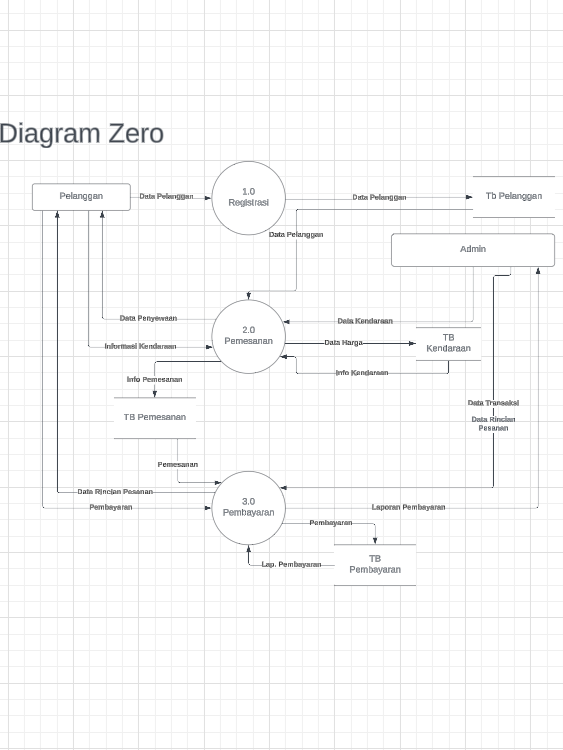 Diagram Zero
Pelanggan
Data Pelanggan
1.0
Registrasi
Data Pelanggan
Tb Pelanggan
Data Pelanggan
Admin
Data Penyewaan
2.0
Pemesanan
Data Kendaraan
Informasi Kendaraan
Data Harga
TB
Kendaraan
Info Pemesanan
Info Kendaraan
TB Pemesanan
Data Transaksi
Data Rincian
Pesanan
Pemesanan
Data Rincian Pesanan
3.0
Pembayaran
Pembayaran
Laporan Pembayaran
Pembayaran
Lap. Pembayaran
TB
Pembayaran